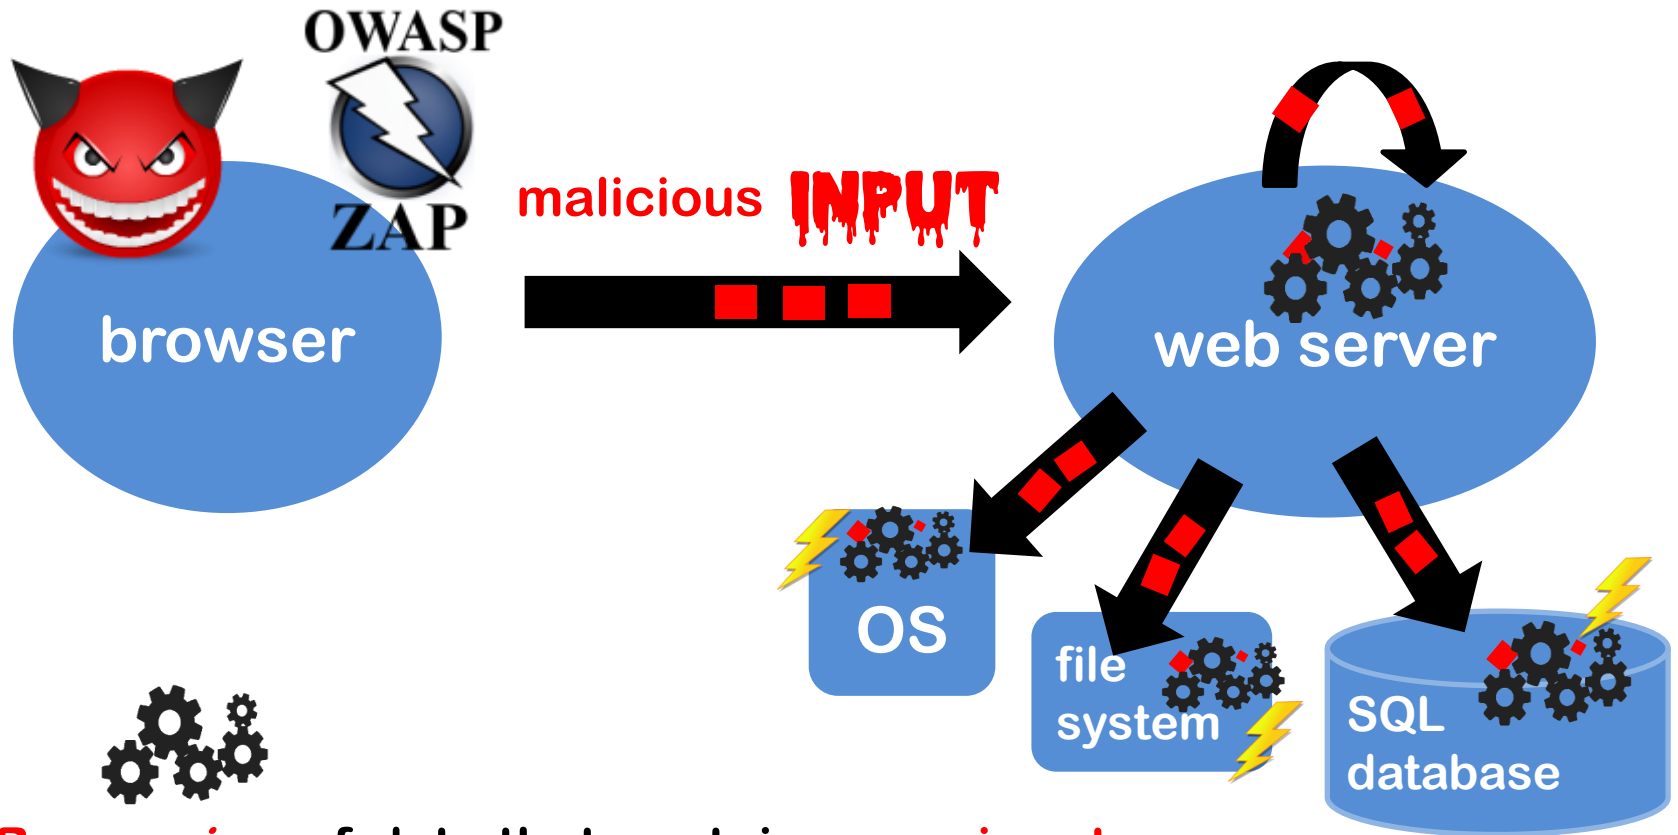 OWASP
ZAP
malicious INPUT
browser
web server
OS
file
system
SQL
database